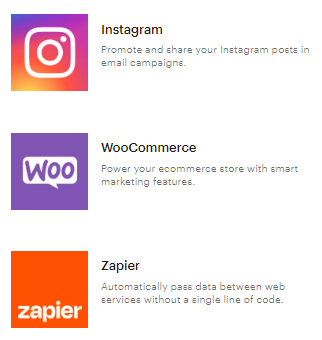 Instagram
Promote and share your Instagram posts in
email campaigns.
WOO
WooCommerce
Power your ecommerce store with smart
marketing features.
zapier
Zapier
Automatically pass data between web
services without a single line of code.